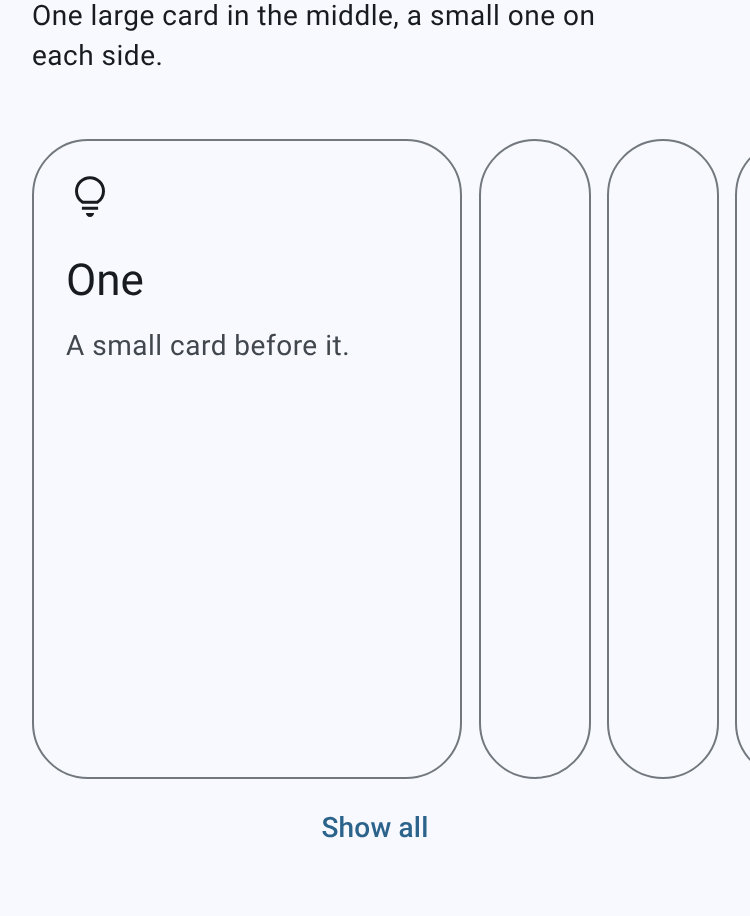 One large card in the middle, a small one on
each side.
One
A small card before it.
Show all